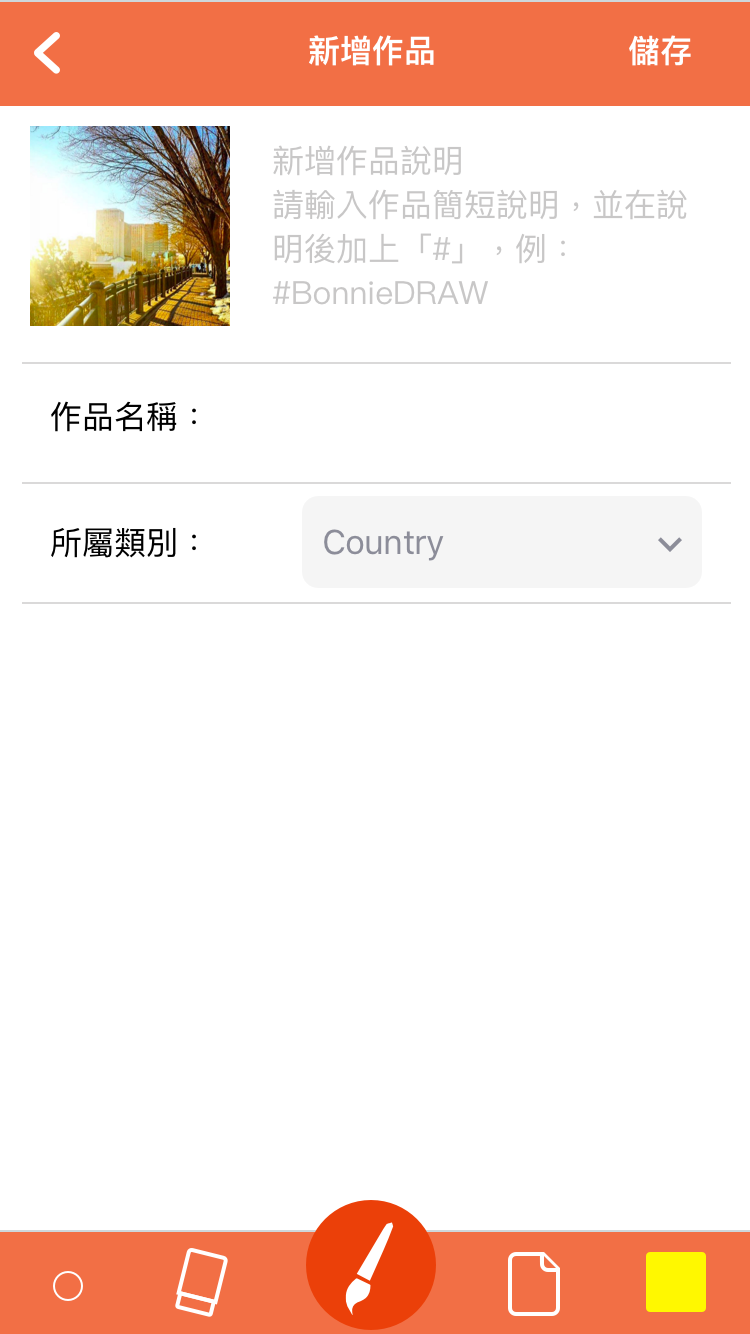 新增作品
儲存
新增作品說明
請輸入作品簡短說明，並在說
明後加上「#」，例：
#BonnieDRAW
作品名稱：
所屬類別：
Country